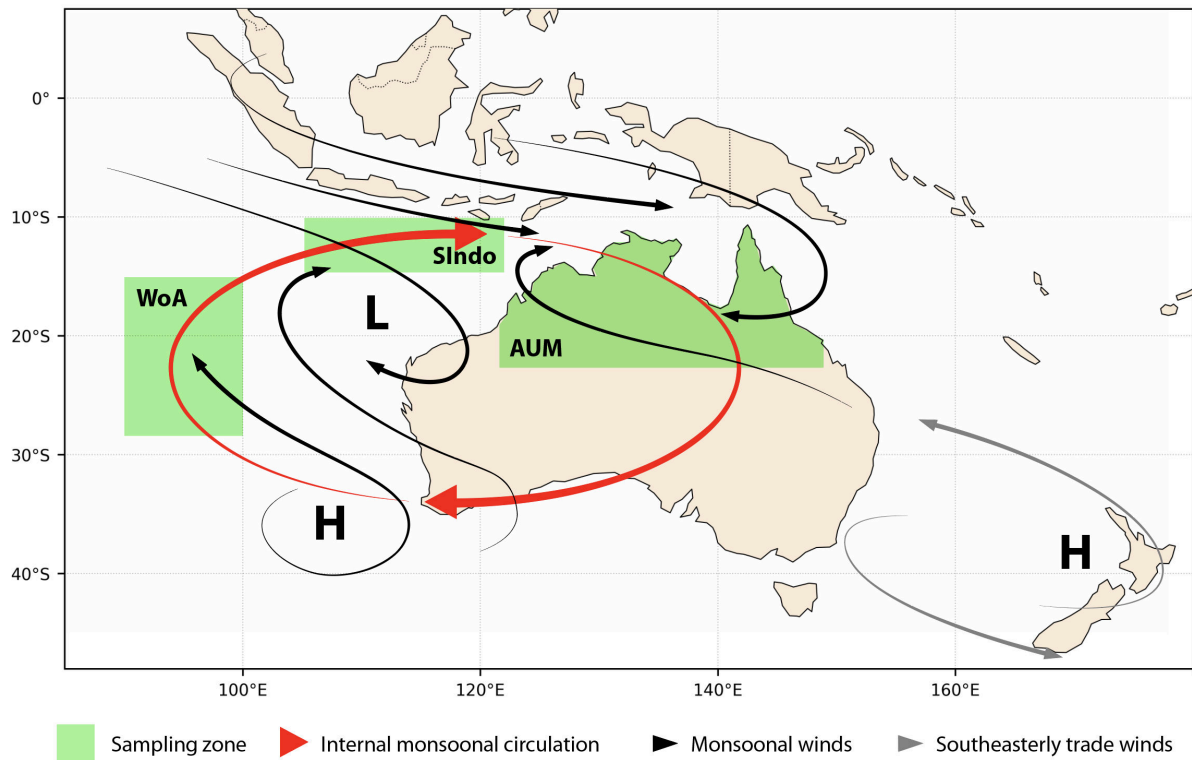 0°
10°S
20°S
30°S
40°S
SIndo
WoA
L
AUM
H
H
100°E 120°E 140°E 160°E
Sampling zone Internal monsoonal circulation Monsoonal winds Southeasterly trade winds